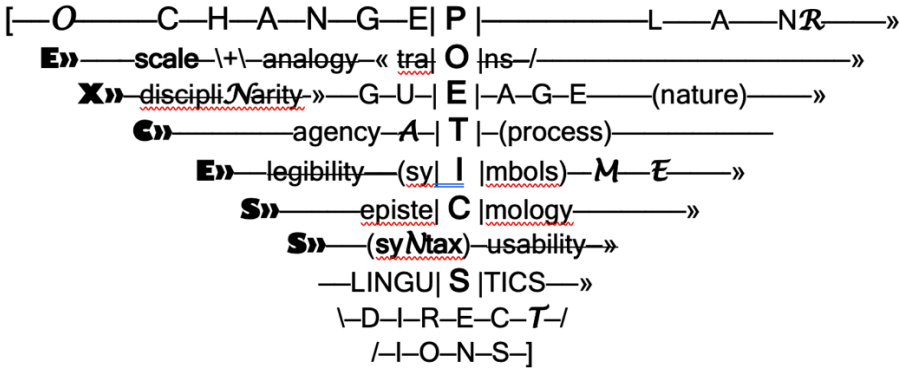 [—O———C—H—A—N—G—E| P |——————L——A——NR———»
E»——scale–\+\–analogy–« tra| O |ns–/——————————»
X»–discipliNarity–»—G–U–| E |–A–G–E——(nature)——»
C»————agency–A–| T |–(process)—————
E»–legibility—(sy| I |mbols)–M—E——»
S»———episte| C |mology————»
S»——(syNtax)–usability–»
—LINGU| S |TICS—»
\–D–I–R–E–C–T–/
/–I–O–N–S–]